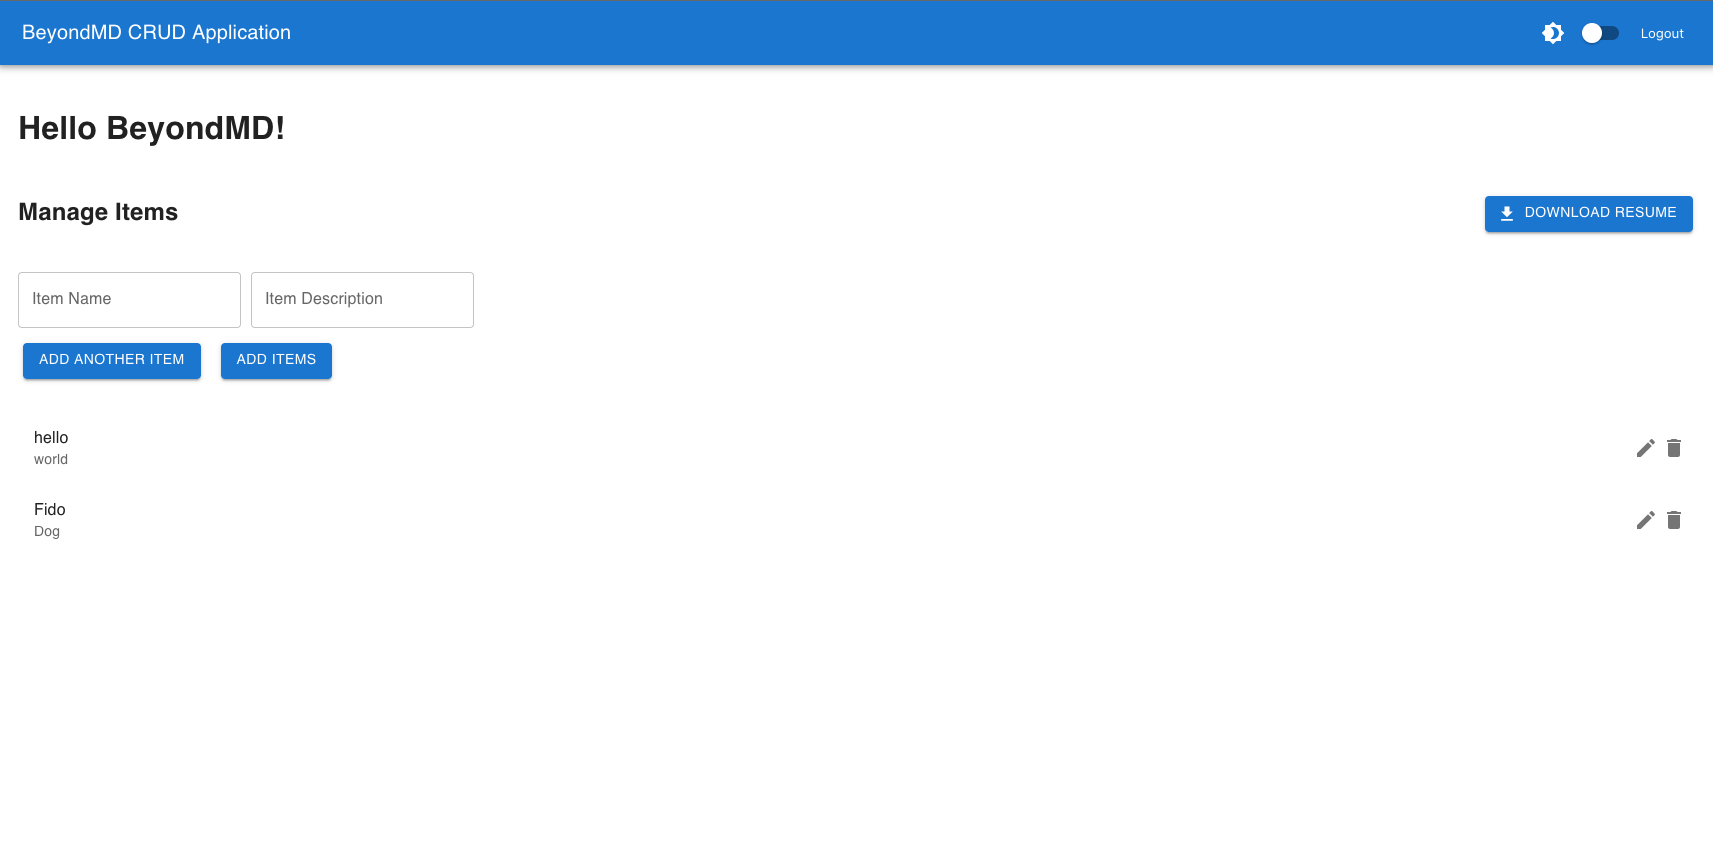 BeyondMD CRUD Application
Logout
Hello BeyondMD!
Manage Items
DOWNLOAD RESUME
Item Name
Item Description
ADD ANOTHER ITEM
ADD ITEMS
hello
world
Fido
Dog